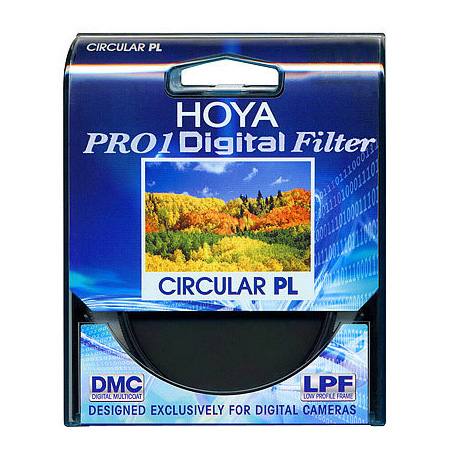 CIRCULAR PL
HOYA
PRO1 Digital Filter
CIRCULAR PL
DMC
DIGITAL MULTICOAT
LPF
LOW PROFILE FRAME
DESIGNED EXCLUSIVELY FOR DIGITAL CAMERAS